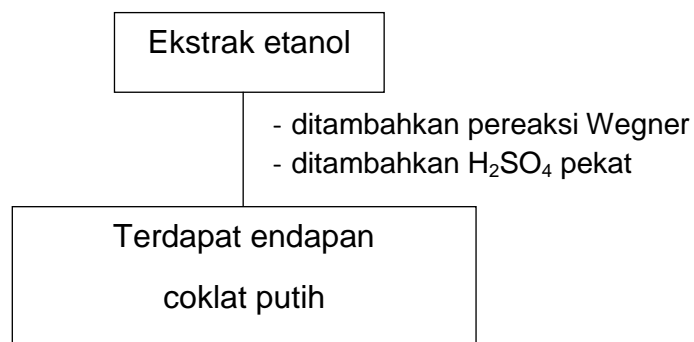 Ekstrak etanol
- ditambahkan pereaksi Wegner
- ditambahkan H₂SO₄ pekat
Terdapat endapan
coklat putih